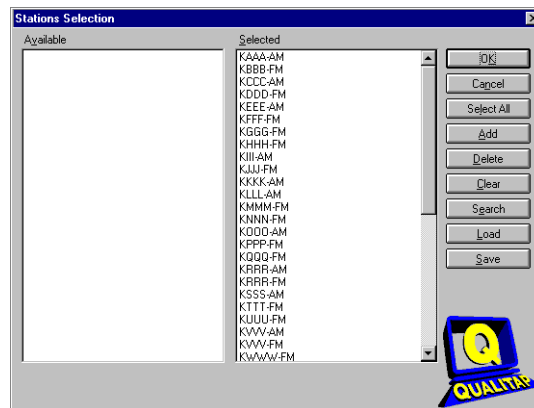 Stations Selection
Available
Selected
KAAA-AM
KBBB-FM
KCCC-AM
KDDD-FM
KEEE-AM
KFFF-FM
KGGG-FM
KHHH-FM
KIII-AM
KJJJ-FM
KKKK-AM
KLLL-AM
KMMM-FM
KNNN-FM
KOOO-AM
KPPP-FM
KQQQ-FM
KRRR-AM
KRRR-FM
KSSS-AM
KTTT-FM
KUUU-FM
KVVV-AM
KVVV-FM
KWWW-FM
OK
Cancel
Select All
Add
Delete
Clear
Search
Load
Save
Q
QUALITAP